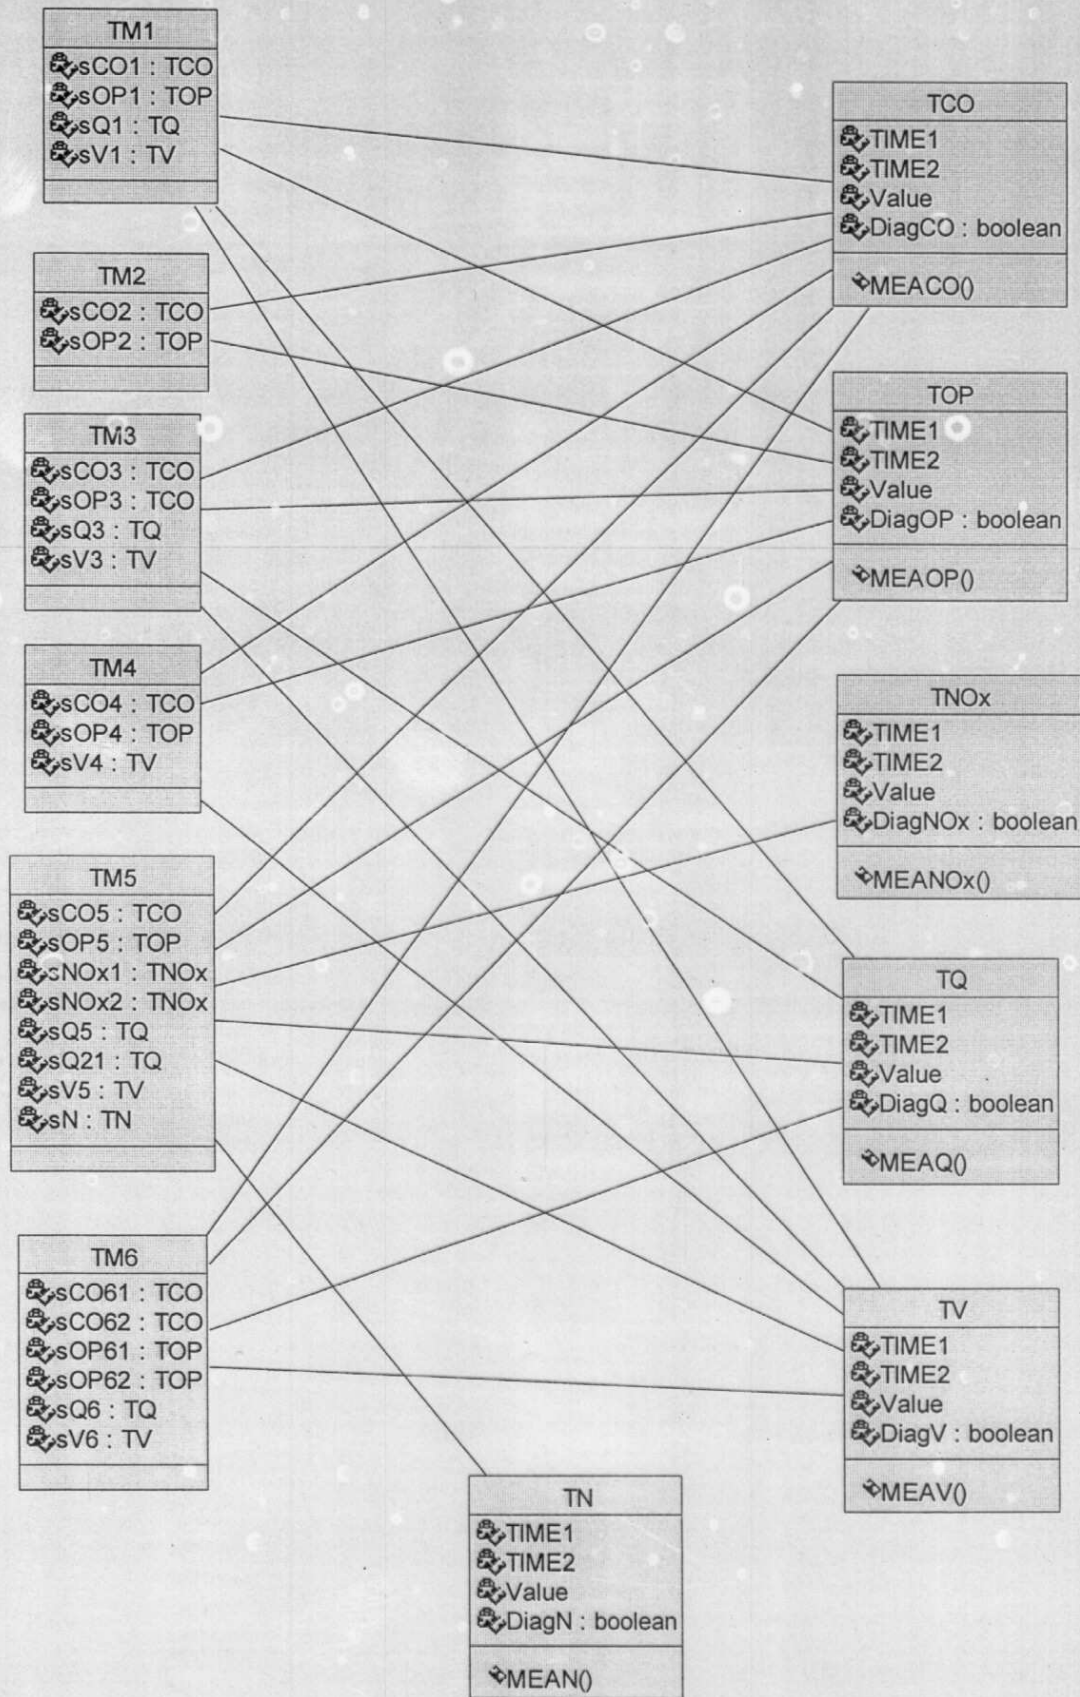 TM1
sCO1 : TCO
sOP1 : TOP
sQ1 : TQ
sV1 : TV
TM2
sCO2 : TCO
sOP2 : TOP
TM3
sCO3 : TCO
sOP3 : TCO
sQ3 : TQ
sV3 : TV
TM4
sCO4 : TCO
sOP4 : TOP
sV4 : TV
TM5
sCO5 : TCO
sOP5 : TOP
sNOx1 : TNOx
sNOx2 : TNOx
sQ5 : TQ
sQ21 : TQ
sV5 : TV
sN : TN
TM6
sCO61 : TCO
sCO62 : TCO
sOP61 : TOP
sOP62 : TOP
sQ6 : TQ
sV6 : TV
TCO
TIME1
TIME2
Value
DiagCO : boolean
MEACO()
TOP
TIME1
TIME2
Value
DiagOP : boolean
MEAOP()
TNOx
TIME1
TIME2
Value
DiagNOx : boolean
MEANOx()
TQ
TIME1
TIME2
Value
DiagQ : boolean
MEAQ()
TV
TIME1
TIME2
Value
DiagV : boolean
MEAV()
TN
TIME1
TIME2
Value
DiagN : boolean
MEAN()